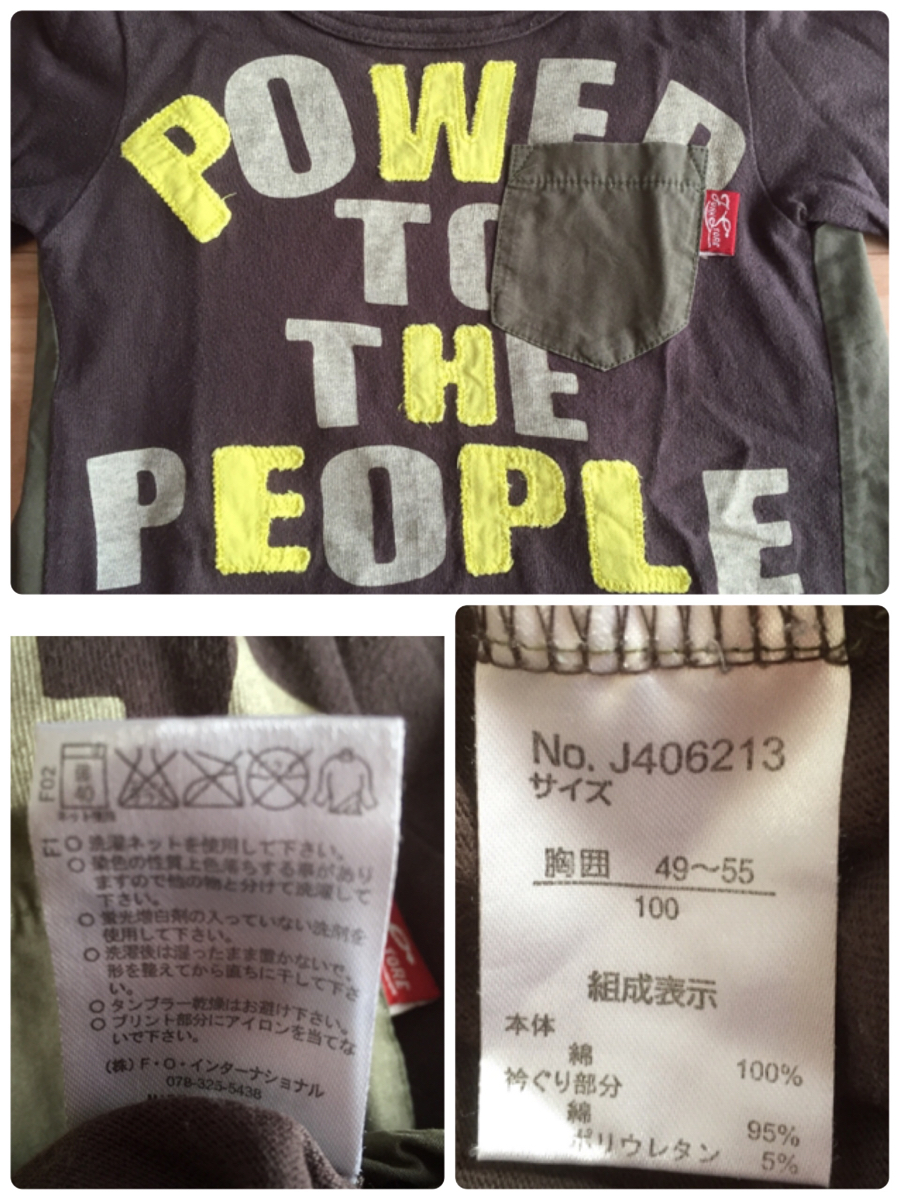 POWER
TO
THE
PEOPLE
F.O. STORE
F02
40
ネット使用
F1
○ 洗濯ネットを使用して下さい。
○ 染色の性質上色落ちする事があり
ますので他の物と分けて洗濯して
下さい。
○ 蛍光増白剤の入っていない洗剤を
使用して下さい。
○ 洗濯後は湿ったまま置かないで、
形を整えてから直ちに干して下さ
い。
○ タンブラー乾燥はお避け下さい。
○ プリント部分にアイロンを当てな
いで下さい。
(株)F・O・インターナショナル
078-325-5438
STORE
No. J406213
サイズ
胸囲 49〜55
100
組成表示
本体
綿 100%
衿ぐり部分
綿 95%
ポリウレタン 5%